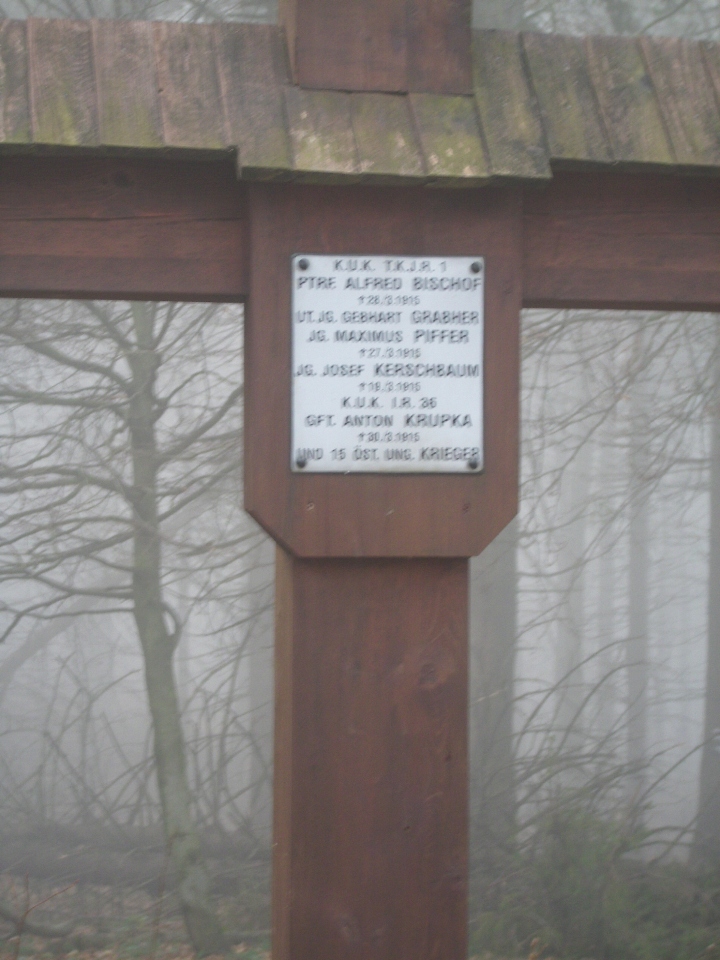 K.U.K. T.K.J.R. 1
PTRF. ALFRED BISCHOF
†28./3.1915
UT.JG. GEBHART GRABHER
JG. MAXIMUS PIFFER
†27./3.1915
JG. JOSEF KERSCHBAUM
†19./3.1915
K.U.K. I.R. 36
GFT. ANTON KRUPKA
†30./3.1915
UND 15 ÖST. UNG. KRIEGER